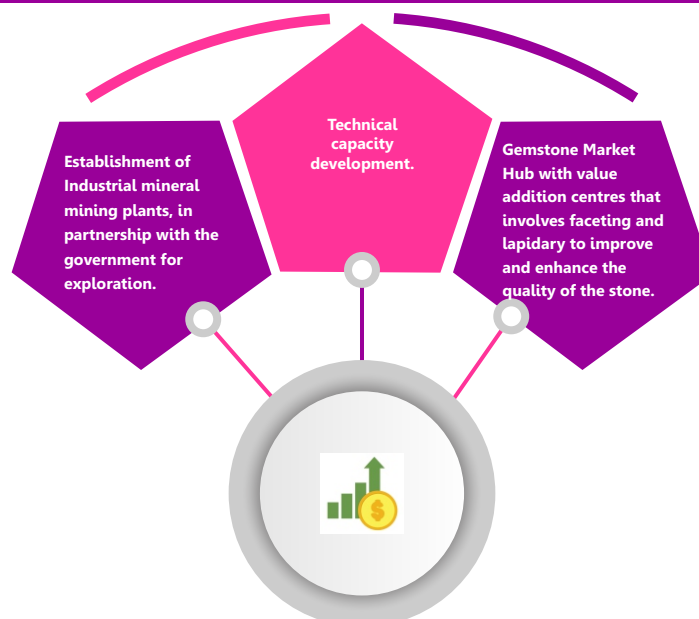 Establishment of
Industrial mineral
mining plants, in
partnership with the
government for
exploration.
Technical
capacity
development.
Gemstone Market
Hub with value
addition centres that
involves faceting and
lapidary to improve
and enhance the
quality of the stone.
$